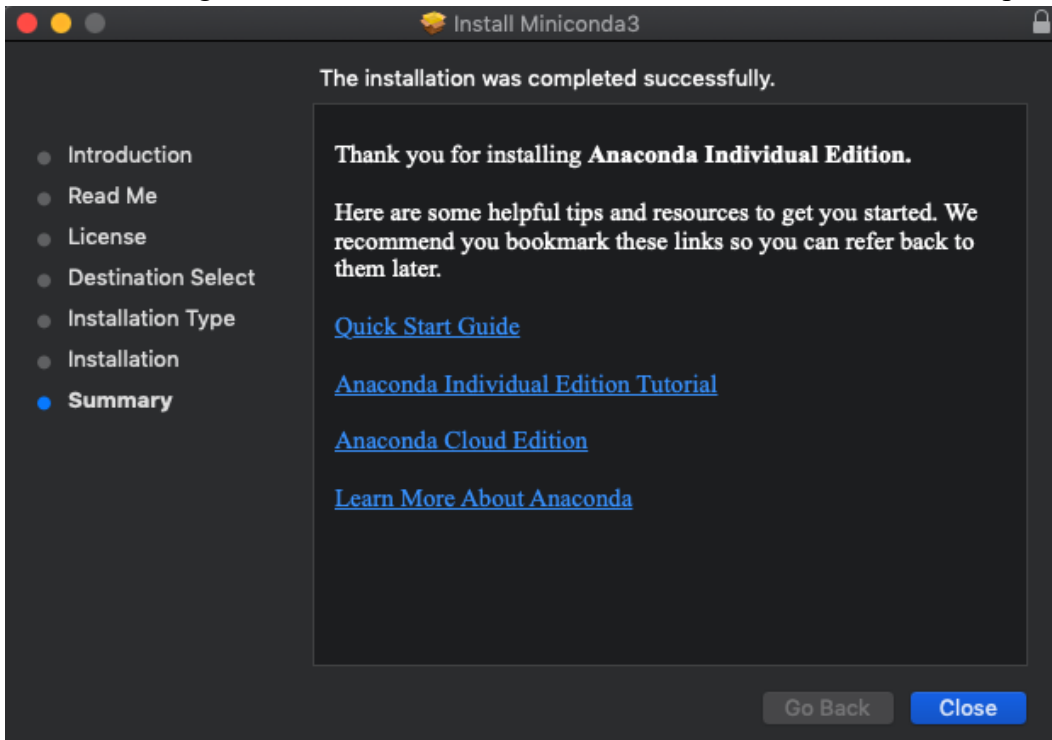 Install Miniconda3
The installation was completed successfully.
Introduction
Read Me
License
Destination Select
Installation Type
Installation
Summary
Thank you for installing Anaconda Individual Edition.
Here are some helpful tips and resources to get you started. We
recommend you bookmark these links so you can refer back to
them later.
Quick Start Guide
Anaconda Individual Edition Tutorial
Anaconda Cloud Edition
Learn More About Anaconda
Go Back
Close